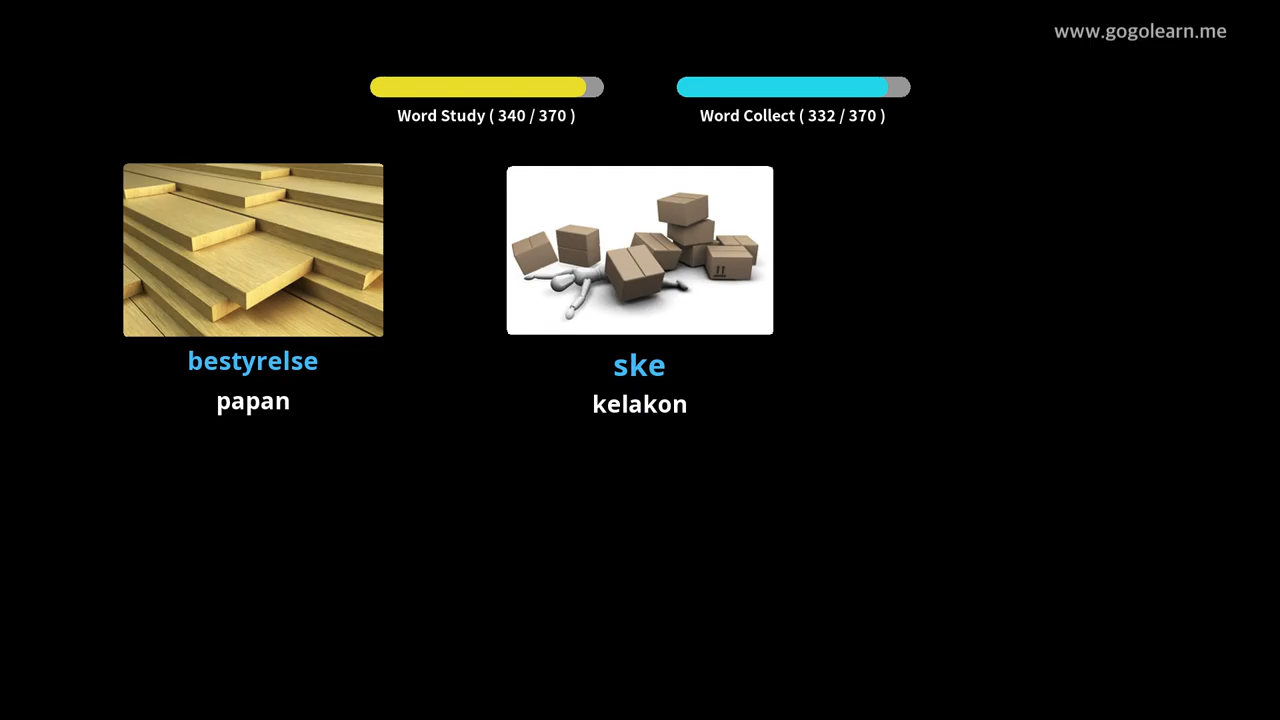 www.gogolearn.me
Word Study ( 340 / 370 )
Word Collect ( 332 / 370 )
bestyrelse
papan
ske
kelakon